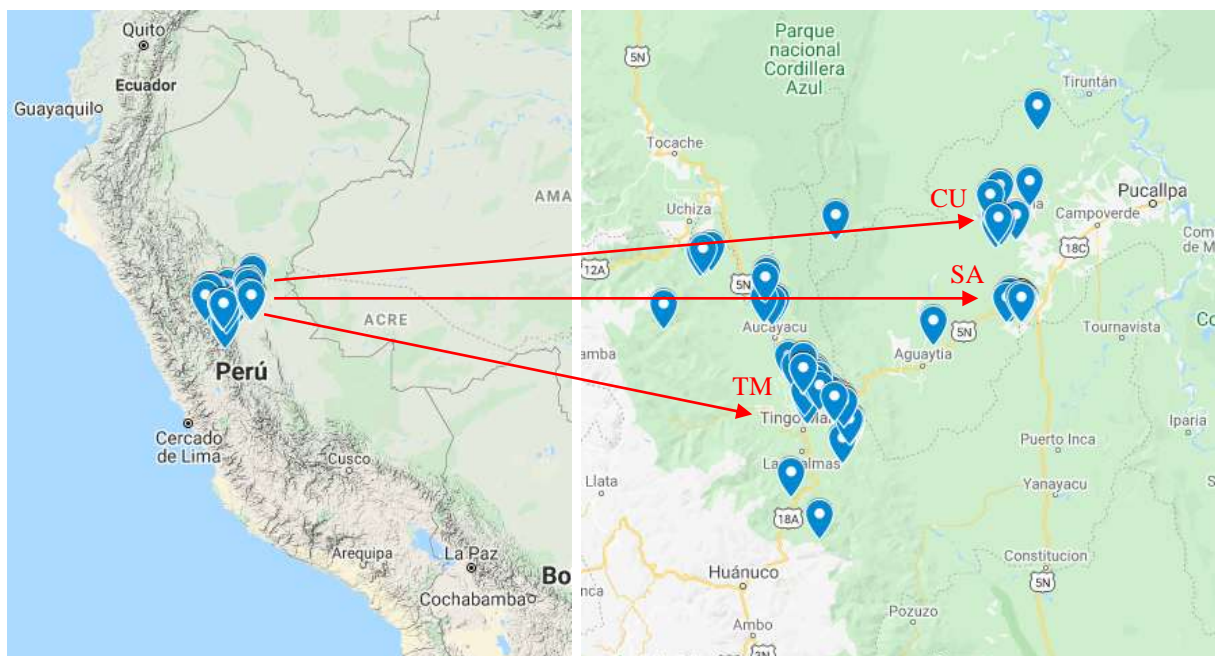 Quito
Ecuador
Guayaquil
AMA
ACRE
Perú
Cercado
de Lima
Cusco
Arequipa
La Paz
Bo
Cochabamba
Parque
nacional
Cordillera
Azul
5N
Tiruntán
Tocache
CU
Pucallpa
Uchiza
Campoverde
Com
de M
18C
12A
5N
SA
Aucayacu
5N
Tournavista
Co
amba
Aguaytia
TM
Tingo Mar
Iparia
Puerto Inca
Las Palmas
Llata
Yanayacu
S
18A
Constitucion
Huánuco
5N
nca
Pozuzo
Ambo
3N